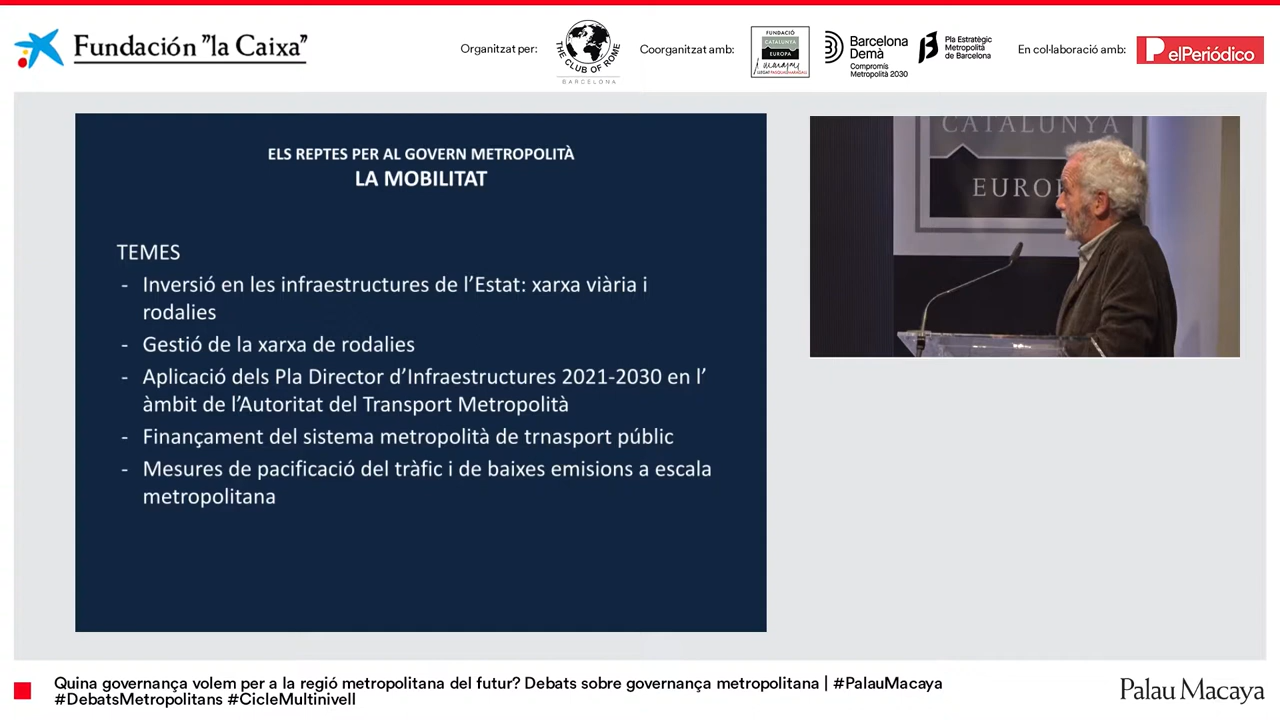 Fundación "la Caixa"
Organitzat per:
THE CLUB OF ROME
BARCELONA
Coorganitzat amb:
FUNDACIÓ
CATALUNYA
EUROPA
LLEGAT PASQUAL MARAGALL
Barcelona
Demà
Compromís
Metropolità 2030
Pla Estratègic
Metropolità
de Barcelona
En col·laboració amb:
elPeriódico
ELS REPTES PER AL GOVERN METROPOLITÀ
LA MOBILITAT
TEMES
- Inversió en les infraestructures de l'Estat: xarxa viària i
rodalies
- Gestió de la xarxa de rodalies
- Aplicació dels Pla Director d'Infraestructures 2021-2030 en l'
àmbit de l'Autoritat del Transport Metropolità
- Finançament del sistema metropolità de trnasport públic
- Mesures de pacificació del tràfic i de baixes emisions a escala
metropolitana
CATALUNYA
EUROP
Quina governança volem per a la regió metropolitana del futur? Debats sobre governança metropolitana | #PalauMacaya
#DebatsMetropolitans #CicleMultinivell
Palau Macaya